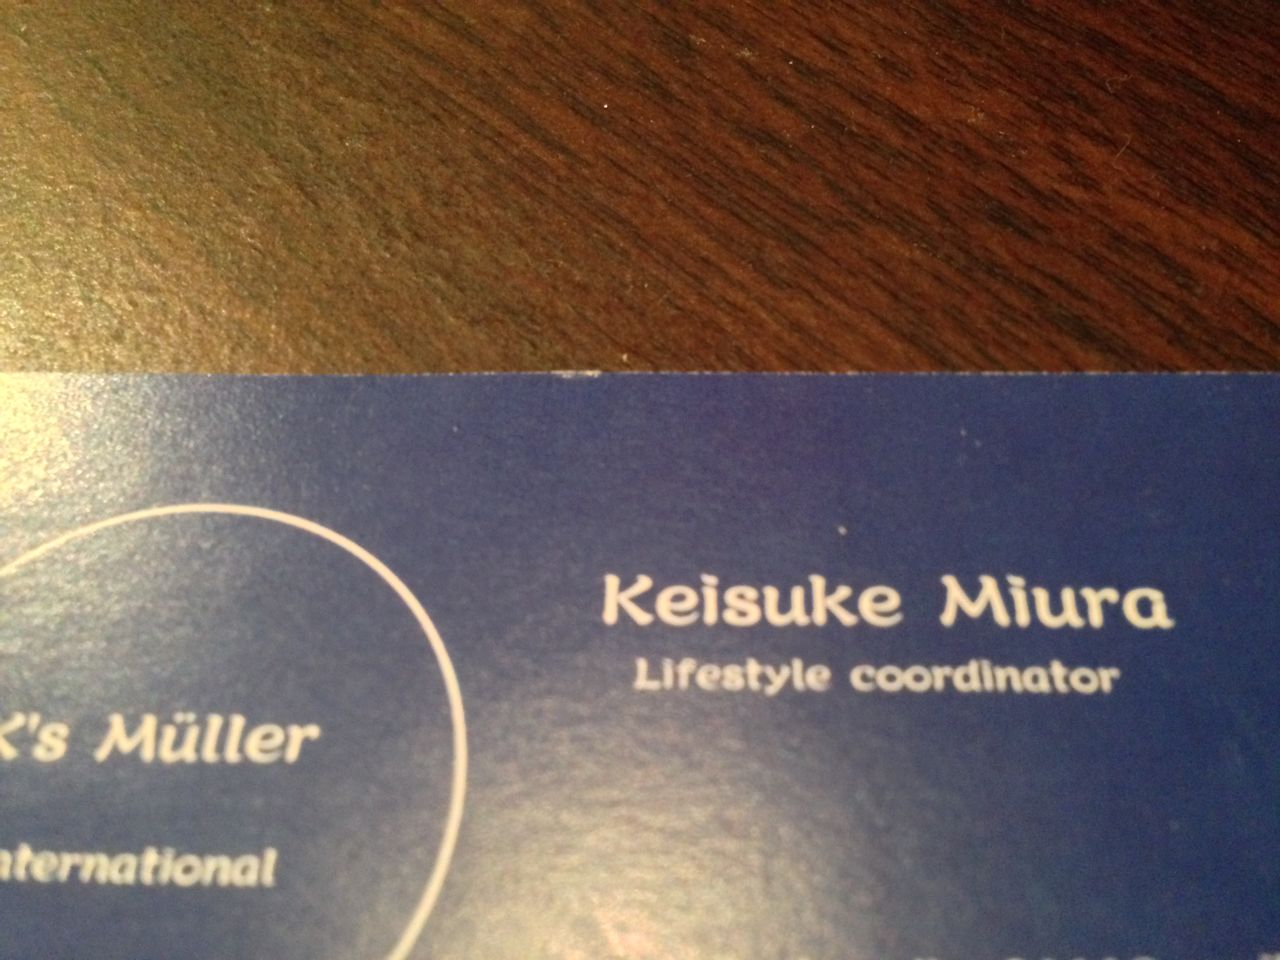 Keisuke Miura
Lifestyle coordinator
K's Müller
nternational